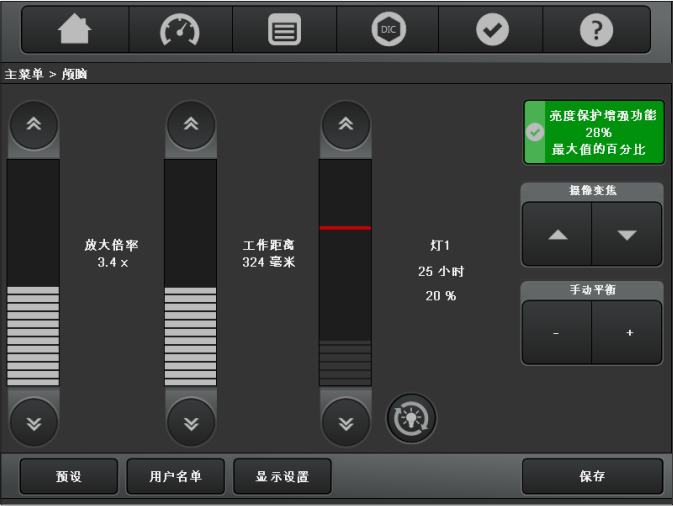 DIC
?
主菜单 > 颅脑
亮度保护增强功能
28%
最大值的百分比
摄像变焦
放大倍率
3.4 x
工作距离
324 毫米
灯1
25 小时
20 %
手动平衡
- +
预设 用户名单 显示设置 保存